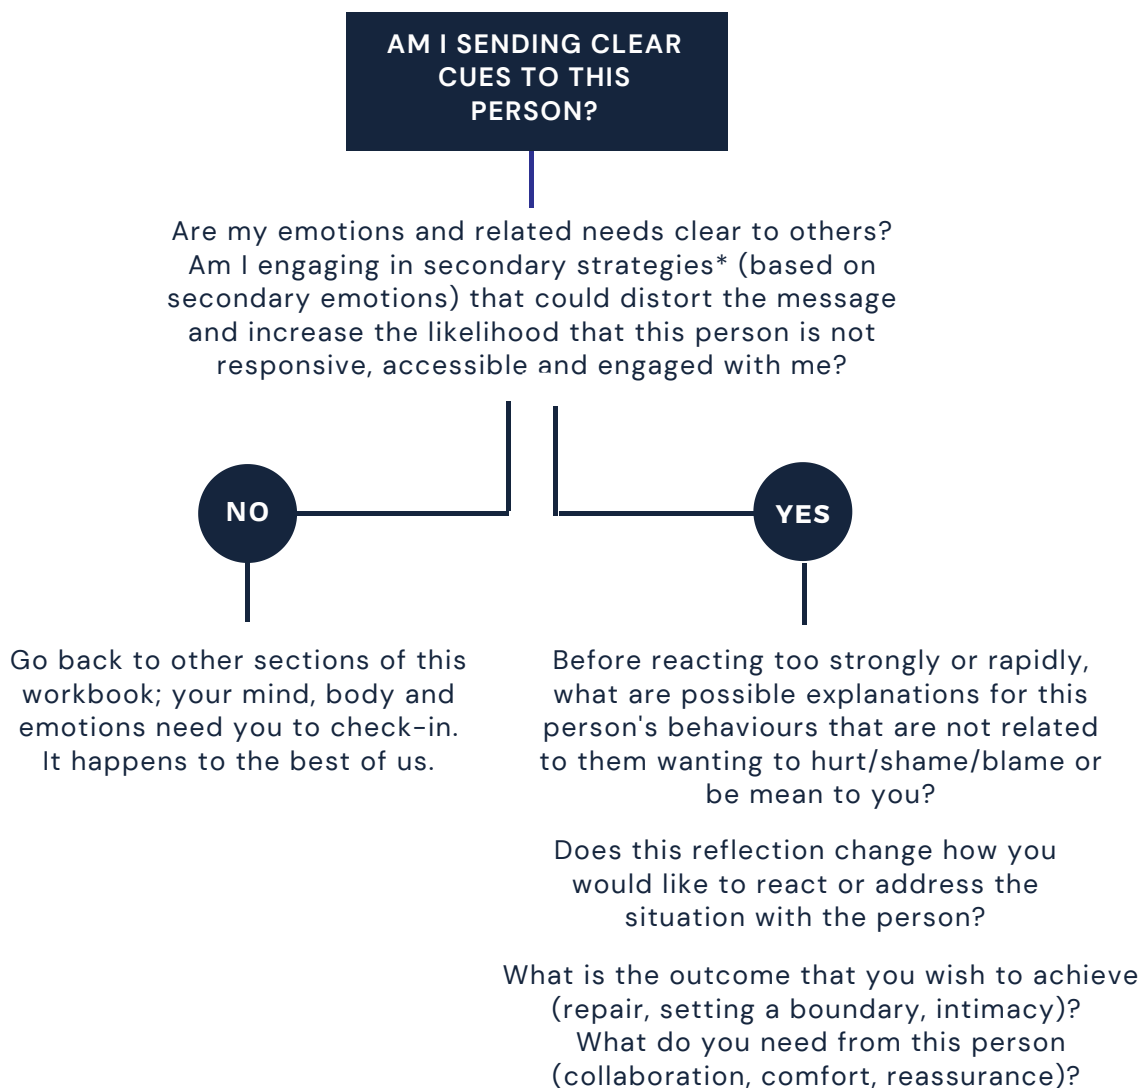 AM I SENDING CLEAR
CUES TO THIS
PERSON?
Are my emotions and related needs clear to others?
Am I engaging in secondary strategies* (based on
secondary emotions) that could distort the message
and increase the likelihood that this person is not
responsive, accessible and engaged with me?
NO
YES
Go back to other sections of this
workbook; your mind, body and
emotions need you to check-in.
It happens to the best of us.
Before reacting too strongly or rapidly,
what are possible explanations for this
person's behaviours that are not related
to them wanting to hurt/shame/blame or
be mean to you?
Does this reflection change how you
would like to react or address the
situation with the person?
What is the outcome that you wish to achieve
(repair, setting a boundary, intimacy)?
What do you need from this person
(collaboration, comfort, reassurance)?